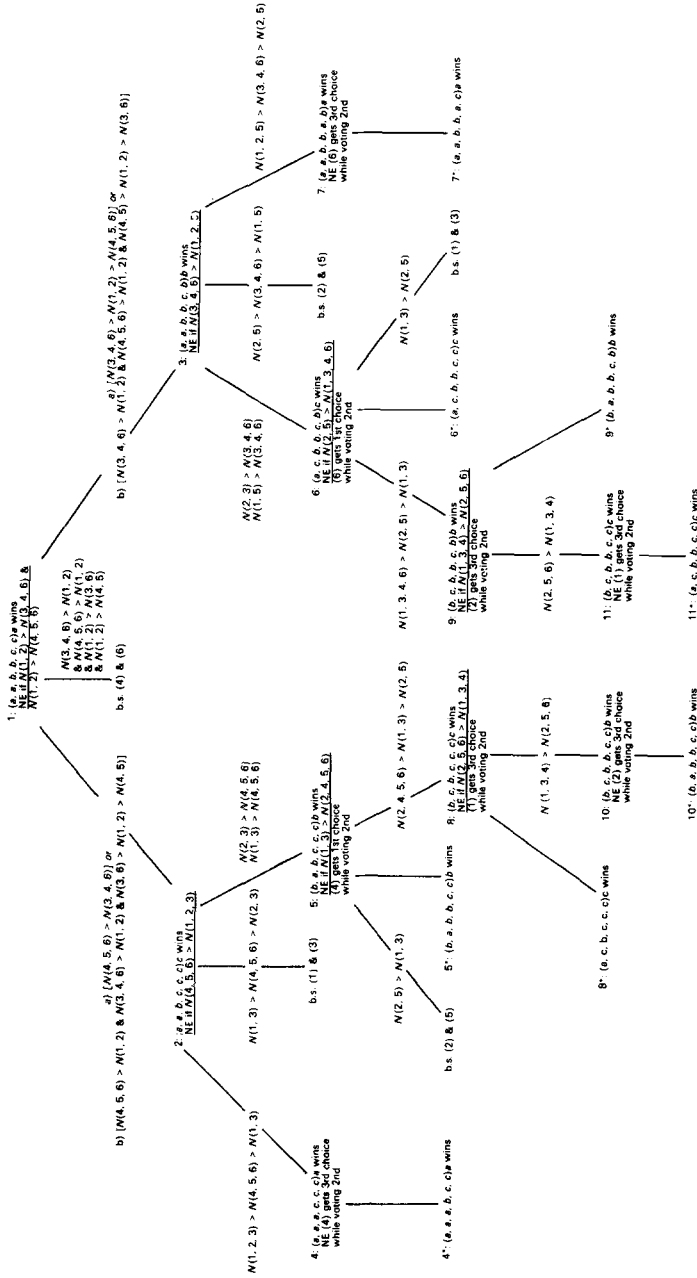 1: (a, a, b, b, c, c)a wins
NE if N(1, 2) > N(3, 4, 6) &
N(1, 2) > N(4, 5, 6)
a) [N(4, 5, 6) > N(1, 2) > N(3, 4, 6)] or
b) [N(4, 5, 6) > N(1, 2) & N(3, 4, 6) > N(1, 2) & N(3, 6) > N(1, 2) > N(4, 5)]
N(3, 4, 6) > N(1, 2)
& N(4, 5, 6) > N(1, 2)
& N(1, 2) > N(3, 6)
& N(1, 2) > N(4, 5)
a) [N(3, 4, 6) > N(1, 2) > N(4, 5, 6)] or
b) [N(3, 4, 6) > N(1, 2) & N(4, 5, 6) > N(1, 2) & N(4, 5) > N(1, 2) > N(3, 6)]
b.s. (4) & (6)
2: (a, a, b, c, c, c)c wins
NE if N(4, 5, 6) > N(1, 2, 3)
3: (a, a, b, b, c, b)b wins
NE if N(3, 4, 6) > N(1, 2, 5)
N(1, 2, 3) > N(4, 5, 6) > N(1, 3)
N(1, 3) > N(4, 5, 6) > N(2, 3)
N(2, 3) > N(4, 5, 6)
N(1, 3) > N(4, 5, 6)
N(2, 3) > N(3, 4, 6)
N(1, 5) > N(3, 4, 6)
N(2, 5) > N(3, 4, 6) > N(1, 5)
N(1, 2, 5) > N(3, 4, 6) > N(2, 5)
4: (a, a, a, c, c, c)a wins
NE (4) gets 3rd choice
while voting 2nd
b.s. (1) & (3)
5: (b, a, b, c, c, c)b wins
NE if N(1, 3) > N(2, 4, 5, 6)
(4) gets 1st choice
while voting 2nd
6: (a, c, b, b, c, b)c wins
NE if N(2, 5) > N(1, 3, 4, 6)
(6) gets 1st choice
while voting 2nd
b.s. (2) & (5)
7: (a, a, b, b, a, b)a wins
NE (6) gets 3rd choice
while voting 2nd
N(2, 5) > N(1, 3)
N(2, 4, 5, 6) > N(1, 3) > N(2, 5)
N(1, 3, 4, 6) > N(2, 5) > N(1, 3)
N(1, 3) > N(2, 5)
4*: (a, a, a, b, c, c)a wins
b.s. (2) & (5)
5*: (b, a, b, b, c, c)b wins
8: (b, c, b, c, c, c)c wins
NE if N(2, 5, 6) > N(1, 3, 4)
(1) gets 3rd choice
while voting 2nd
9: (b, c, b, b, c, b)b wins
NE if N(1, 3, 4) > N(2, 5, 6)
(2) gets 3rd choice
while voting 2nd
6*: (a, c, b, b, c, c)c wins
b.s. (1) & (3)
7*: (a, a, b, b, a, c)a wins
N(1, 3, 4) > N(2, 5, 6)
N(2, 5, 6) > N(1, 3, 4)
8*: (a, c, b, c, c, c)c wins
10: (b, c, b, b, c, c)b wins
NE (2) gets 3rd choice
while voting 2nd
11: (b, c, b, b, c, c)c wins
NE (1) gets 3rd choice
while voting 2nd
9*: (b, a, b, b, c, b)b wins
10*: (b, a, b, b, c, c)b wins
11*: (a, c, b, b, c, c)c wins